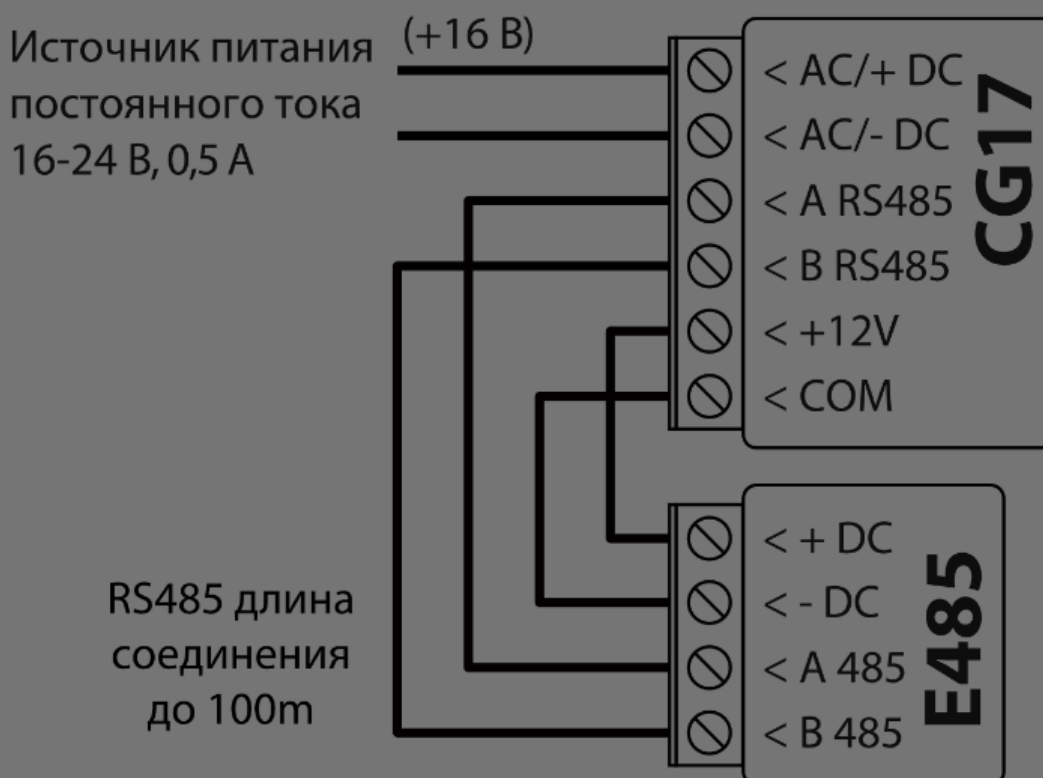 Источник питания
постоянного тока
16-24 В, 0,5 А
(+16 В)
< AC/+ DC
< AC/- DC
< A RS485
< B RS485
< +12V
< COM
CG17
< + DC
< - DC
< A 485
< B 485
E485
RS485 длина
соединения
до 100m